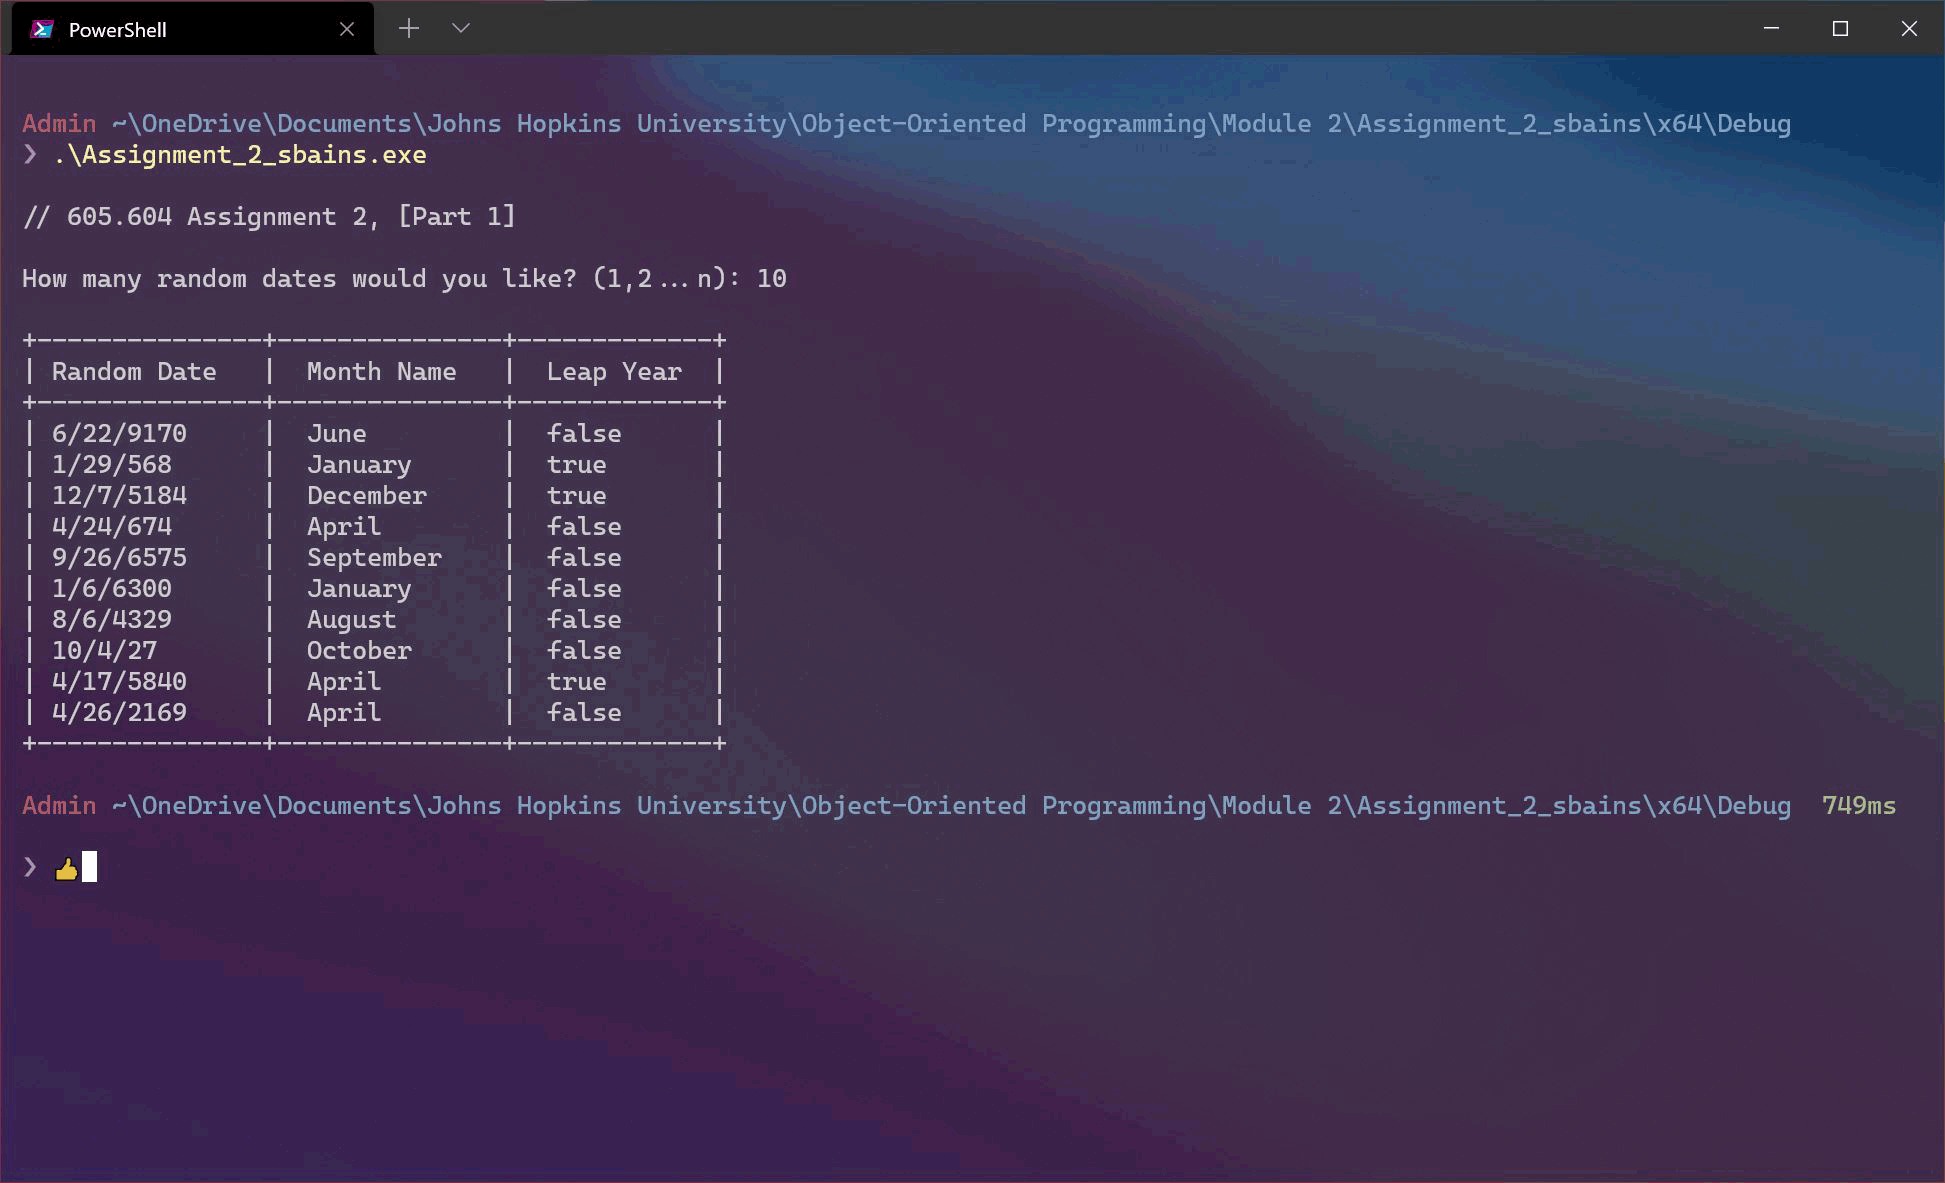 PowerShell
Admin ~\OneDrive\Documents\Johns Hopkins University\Object-Oriented Programming\Module 2\Assignment_2_sbains\x64\Debug
❯ .\Assignment_2_sbains.exe
// 605.604 Assignment 2, [Part 1]
How many random dates would you like? (1,2...n): 10
+---------------+---------------+-------------+
| Random Date   |  Month Name   |  Leap Year  |
+---------------+---------------+-------------+
| 6/22/9170     |  June         |  false      |
| 1/29/568      |  January      |  true       |
| 12/7/5184     |  December     |  true       |
| 4/24/674      |  April        |  false      |
| 9/26/6575     |  September    |  false      |
| 1/6/6300      |  January      |  false      |
| 8/6/4329      |  August       |  false      |
| 10/4/27       |  October      |  false      |
| 4/17/5840     |  April        |  true       |
| 4/26/2169     |  April        |  false      |
+---------------+---------------+-------------+
Admin ~\OneDrive\Documents\Johns Hopkins University\Object-Oriented Programming\Module 2\Assignment_2_sbains\x64\Debug  749ms
❯ 👍